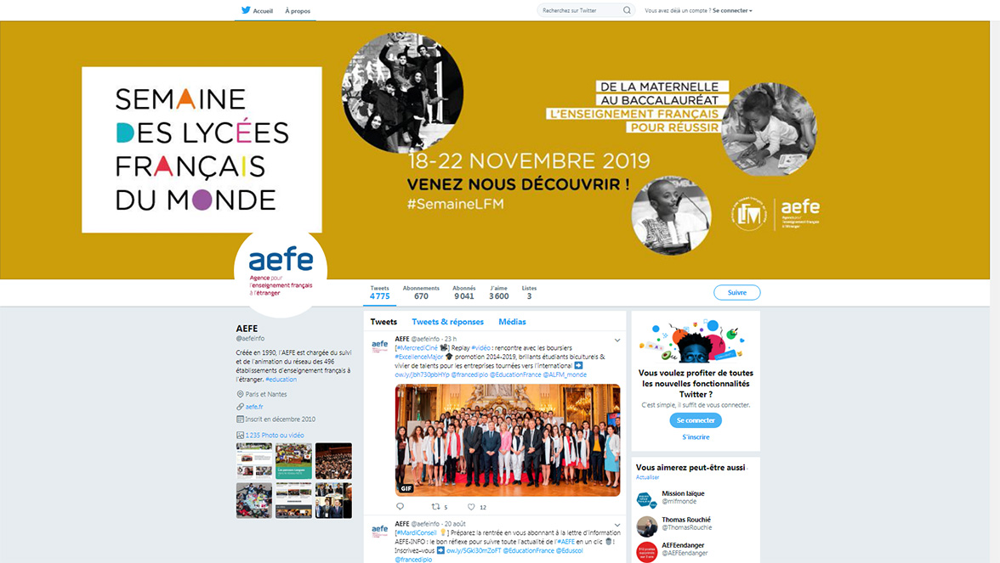 Accueil
À propos
Recherchez sur Twitter
Vous avez déjà un compte ? Se connecter
SEMAINE
DES LYCÉES
FRANÇAIS
DU MONDE
DE LA MATERNELLE
AU BACCALAURÉAT
L'ENSEIGNEMENT FRANÇAIS
POUR RÉUSSIR
18-22 NOVEMBRE 2019
VENEZ NOUS DÉCOUVRIR !
#SemaineLFM
LFM
aefe
Agence pour
l'enseignement français
à l'étranger
aefe
Agence pour
l'enseignement français
à l'étranger
Tweets
4 775
Abonnements
670
Abonnés
9 041
J'aime
3 600
Listes
3
Suivre
AEFE
@aefeinfo
Créée en 1990, l'AEFE est chargée du suivi
et de l'animation du réseau des 496
établissements d'enseignement français à
l'étranger. #education
Paris et Nantes
aefe.fr
Inscrit en décembre 2010
1 235 Photo ou vidéo
Tweets
Tweets & réponses
Médias
AEFE @aefeinfo · 23 h
[#MercrediCiné 📽] Replay #vidéo : rencontre avec les boursiers
#ExcellenceMajor 🎓 promotion 2014-2019, brillants étudiants biculturels &
vivier de talents pour les entreprises tournées vers l'international ➡
ow.ly/jbh730pbHYp @francediplo @EducationFrance @ALFM_monde
GIF
5
12
AEFE @aefeinfo · 20 août
[#MardiConseil 💡] Préparez la rentrée en vous abonnant à la lettre d'information
AEFE-INFO : le bon réflexe pour suivre toute l'actualité de l'#AEFE en un clic 🖱!
Inscrivez-vous ➡ ow.ly/5Gki30mZoFT @EducationFrance @Eduscol
@francediplo
Vous voulez profiter de toutes
les nouvelles fonctionnalités
Twitter ?
C'est simple, il suffit de vous connecter.
Se connecter
S'inscrire
Vous aimerez peut-être aussi
Actualiser
Mission laïque
@mlfmonde
Thomas Rouchié
@ThomasRouchie
AEFEendanger
@AEFEendanger